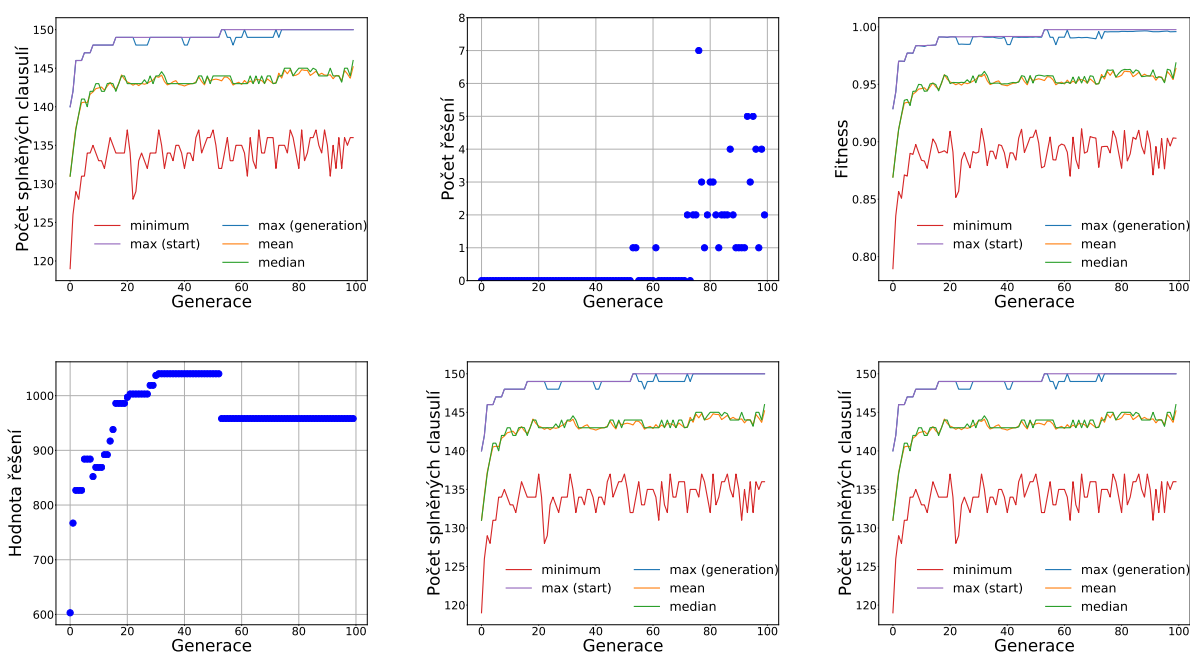 Počet splněných clausulí
150
145
140
135
130
125
120
minimum
max (start)
max (generation)
mean
median
0 20 40 60 80 100
Generace
Počet řešení
8
7
6
5
4
3
2
1
0
0 20 40 60 80 100
Generace
Fitness
1.00
0.95
0.90
0.85
0.80
minimum
max (start)
max (generation)
mean
median
0 20 40 60 80 100
Generace
Hodnota řešení
1000
900
800
700
600
0 20 40 60 80 100
Generace
Počet splněných clausulí
150
145
140
135
130
125
120
minimum
max (start)
max (generation)
mean
median
0 20 40 60 80 100
Generace
Počet splněných clausulí
150
145
140
135
130
125
120
minimum
max (start)
max (generation)
mean
median
0 20 40 60 80 100
Generace